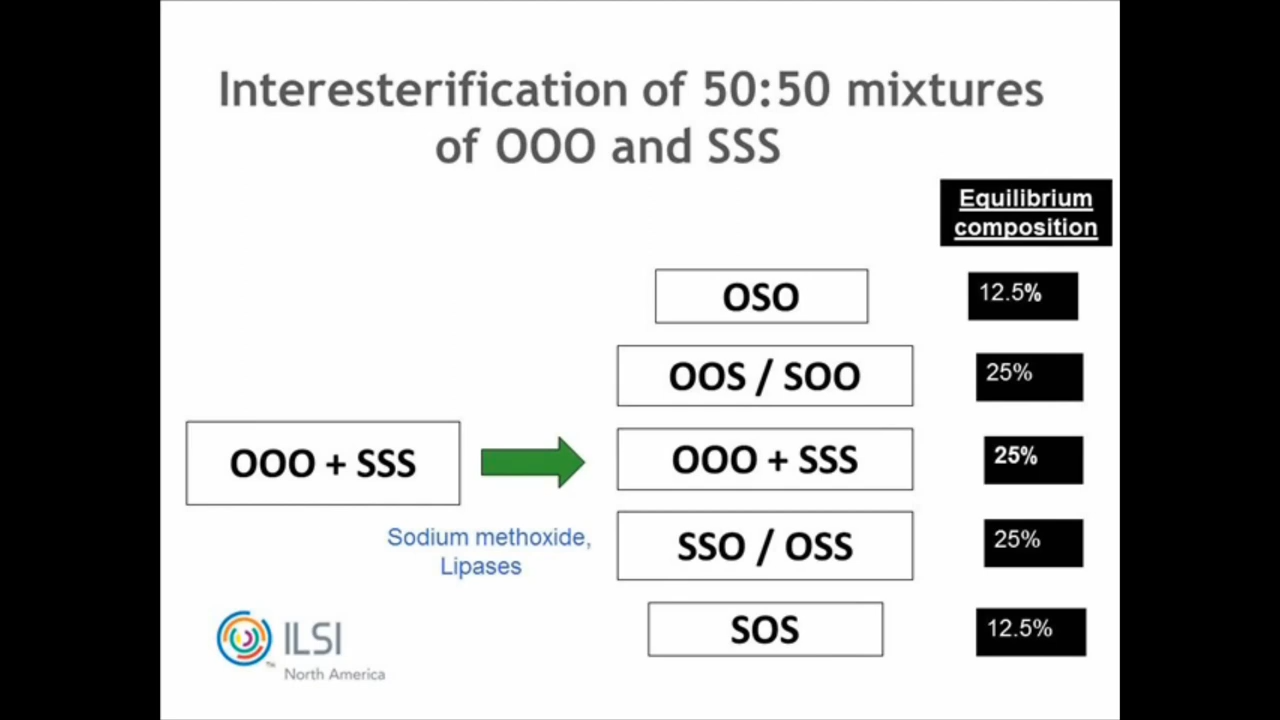 Interesterification of 50:50 mixtures
of OOO and SSS
Equilibrium
composition
OSO
12.5%
OOS / SOO
25%
OOO + SSS
OOO + SSS
25%
Sodium methoxide,
Lipases
SSO / OSS
25%
SOS
12.5%
ILSI
TM
North America